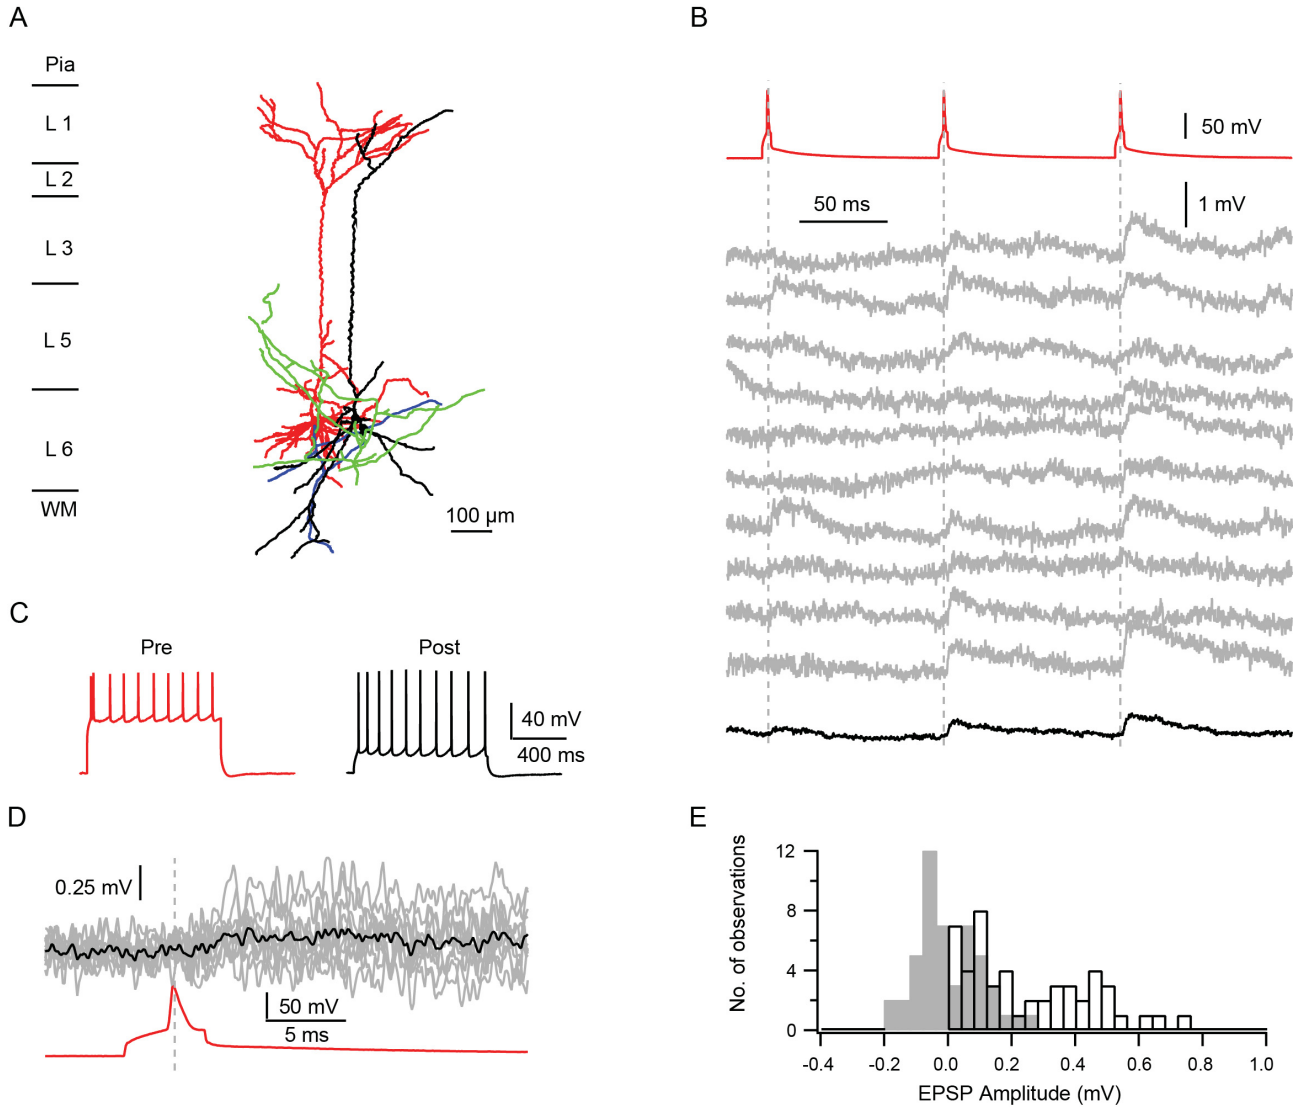 A
Pia
L 1
L 2
L 3
L 5
L 6
WM
100 µm
B
50 mV
50 ms
1 mV
C
Pre
Post
40 mV
400 ms
D
0.25 mV
50 mV
5 ms
E
No. of observations
12
8
4
0
-0.4 -0.2 0.0 0.2 0.4 0.6 0.8 1.0
EPSP Amplitude (mV)